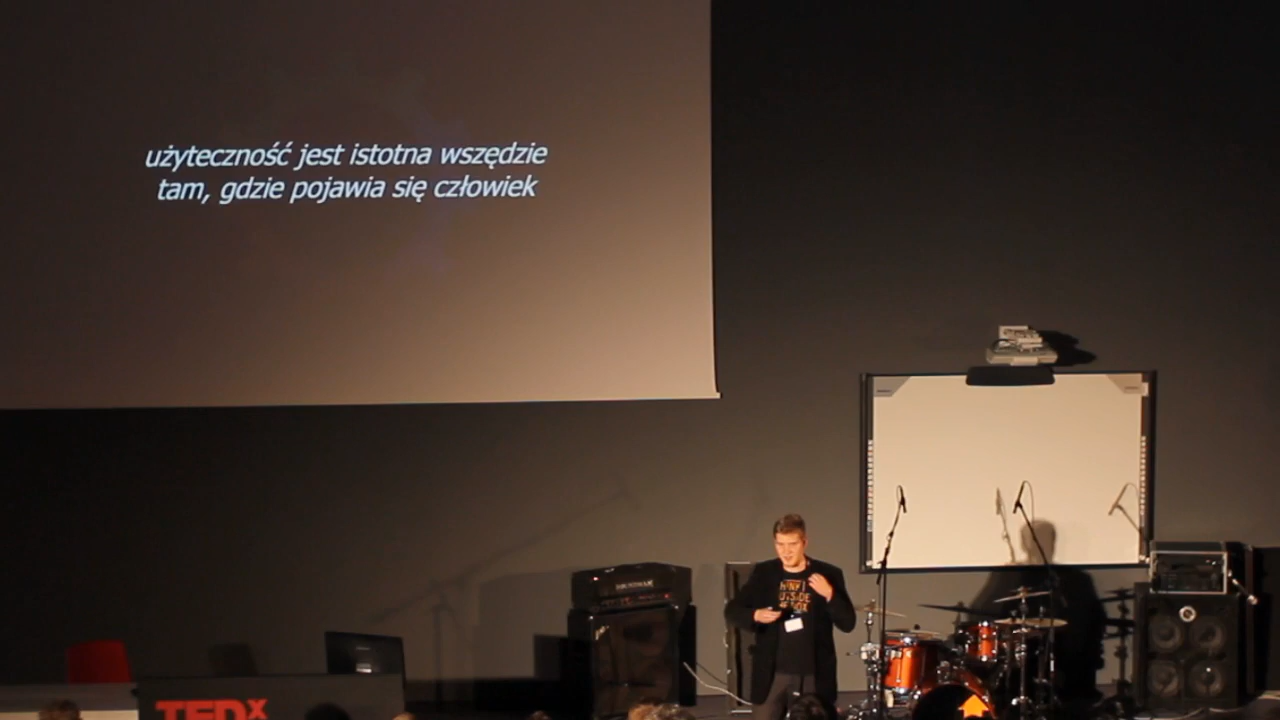 użyteczność jest istotna wszędzie
tam, gdzie pojawia się człowiek
TEDx